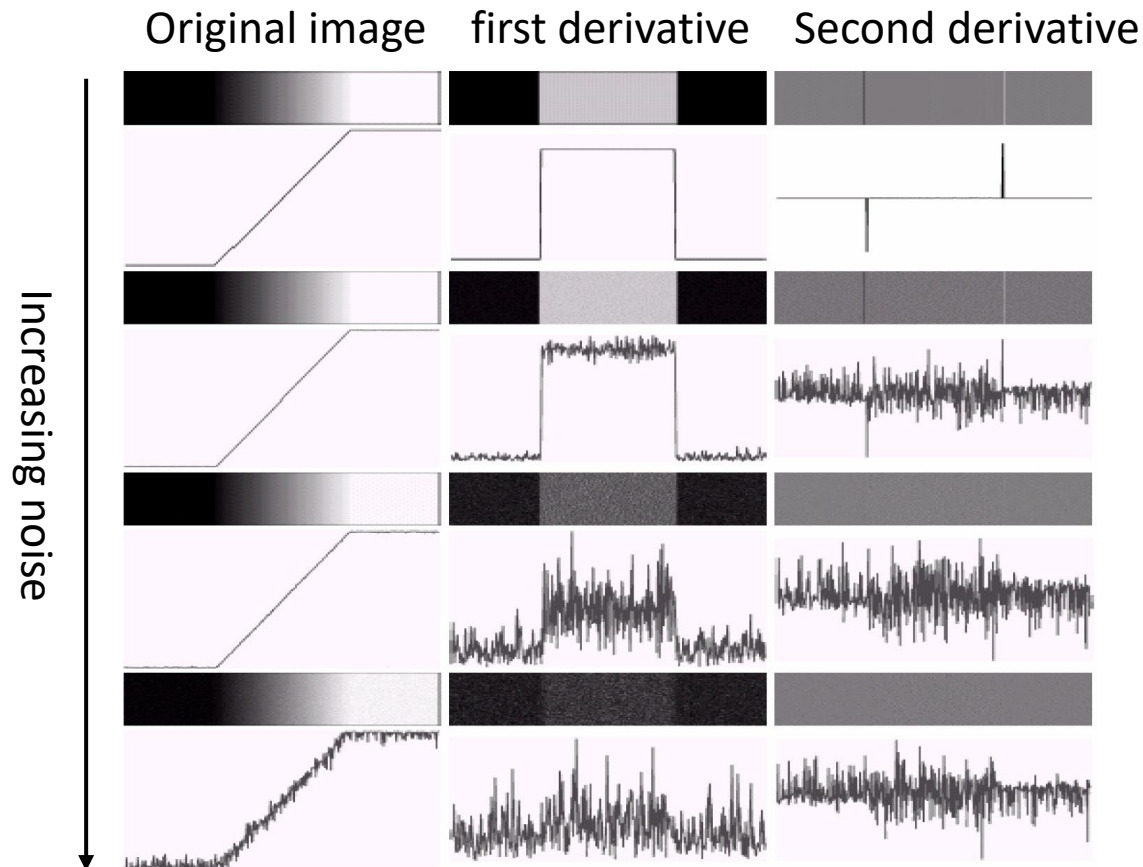 Original image
first derivative
Second derivative
Increasing noise